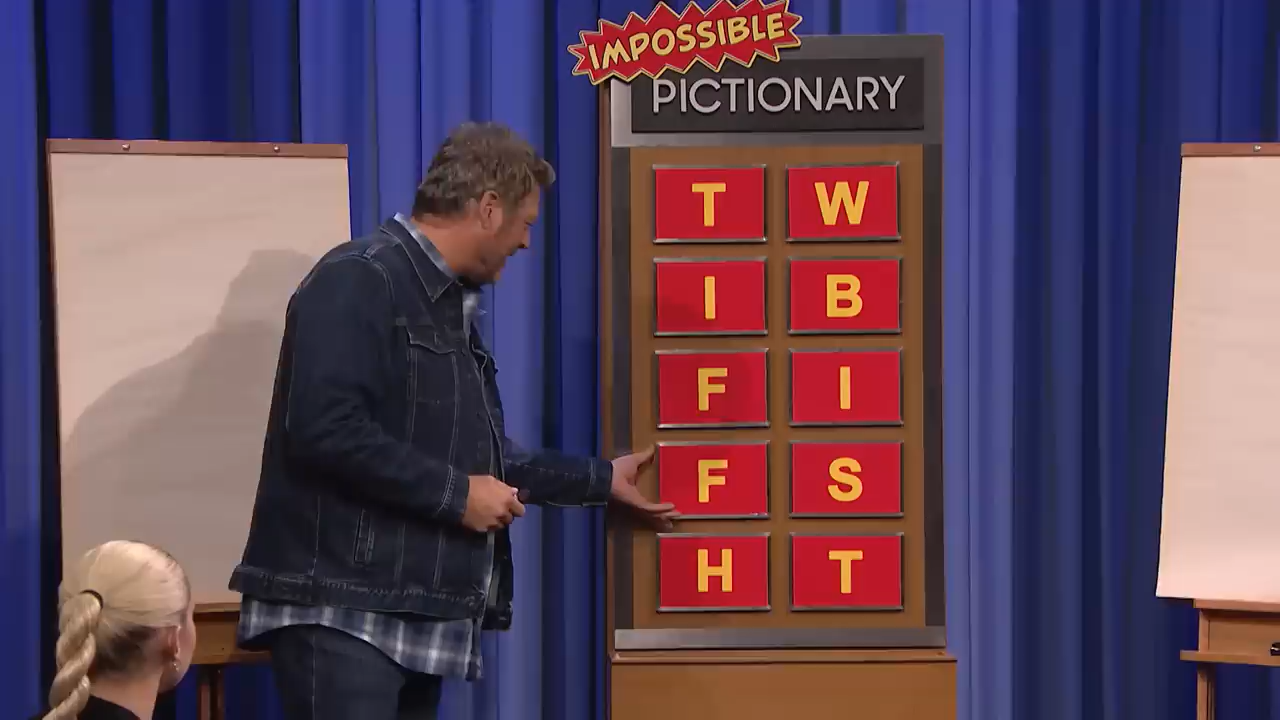 IMPOSSIBLE
PICTIONARY
T W
I B
F I
F S
H T